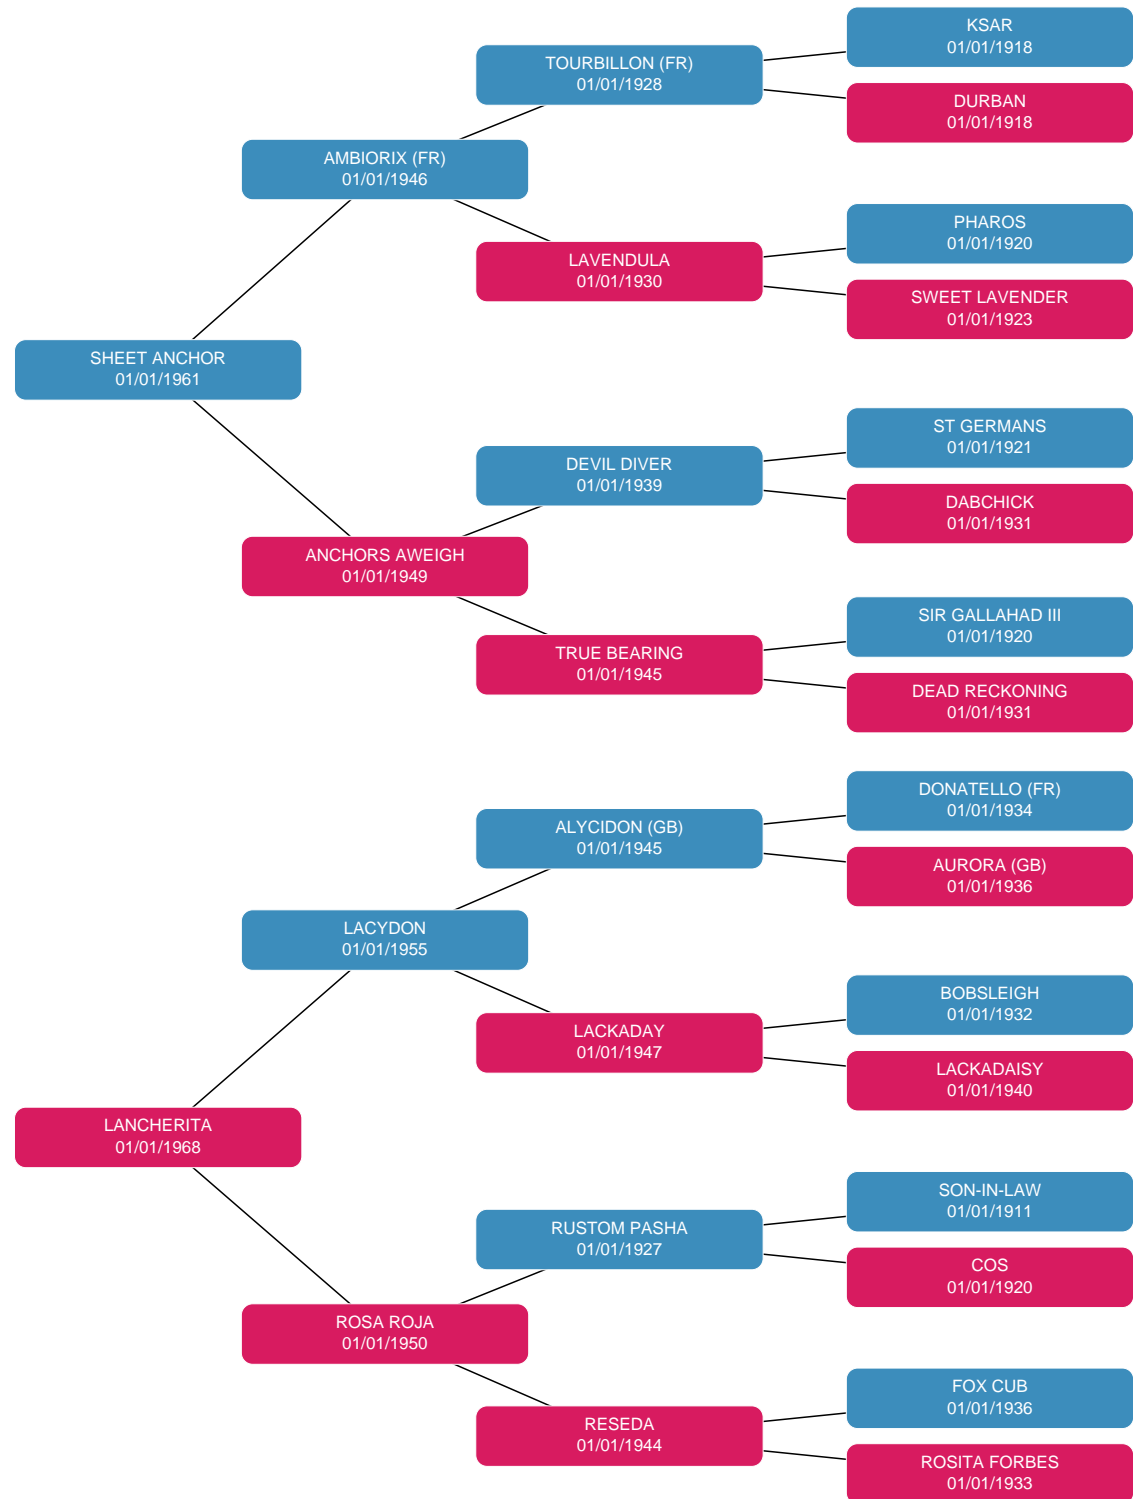 KSAR
01/01/1918
TOURBILLON (FR)
01/01/1928
DURBAN
01/01/1918
AMBIORIX (FR)
01/01/1946
PHAROS
01/01/1920
LAVENDULA
01/01/1930
SWEET LAVENDER
01/01/1923
SHEET ANCHOR
01/01/1961
ST GERMANS
01/01/1921
DEVIL DIVER
01/01/1939
DABCHICK
01/01/1931
ANCHORS AWEIGH
01/01/1949
SIR GALLAHAD III
01/01/1920
TRUE BEARING
01/01/1945
DEAD RECKONING
01/01/1931
DONATELLO (FR)
01/01/1934
ALYCIDON (GB)
01/01/1945
AURORA (GB)
01/01/1936
LACYDON
01/01/1955
BOBSLEIGH
01/01/1932
LACKADAY
01/01/1947
LACKADAISY
01/01/1940
LANCHERITA
01/01/1968
SON-IN-LAW
01/01/1911
RUSTOM PASHA
01/01/1927
COS
01/01/1920
ROSA ROJA
01/01/1950
FOX CUB
01/01/1936
RESEDA
01/01/1944
ROSITA FORBES
01/01/1933